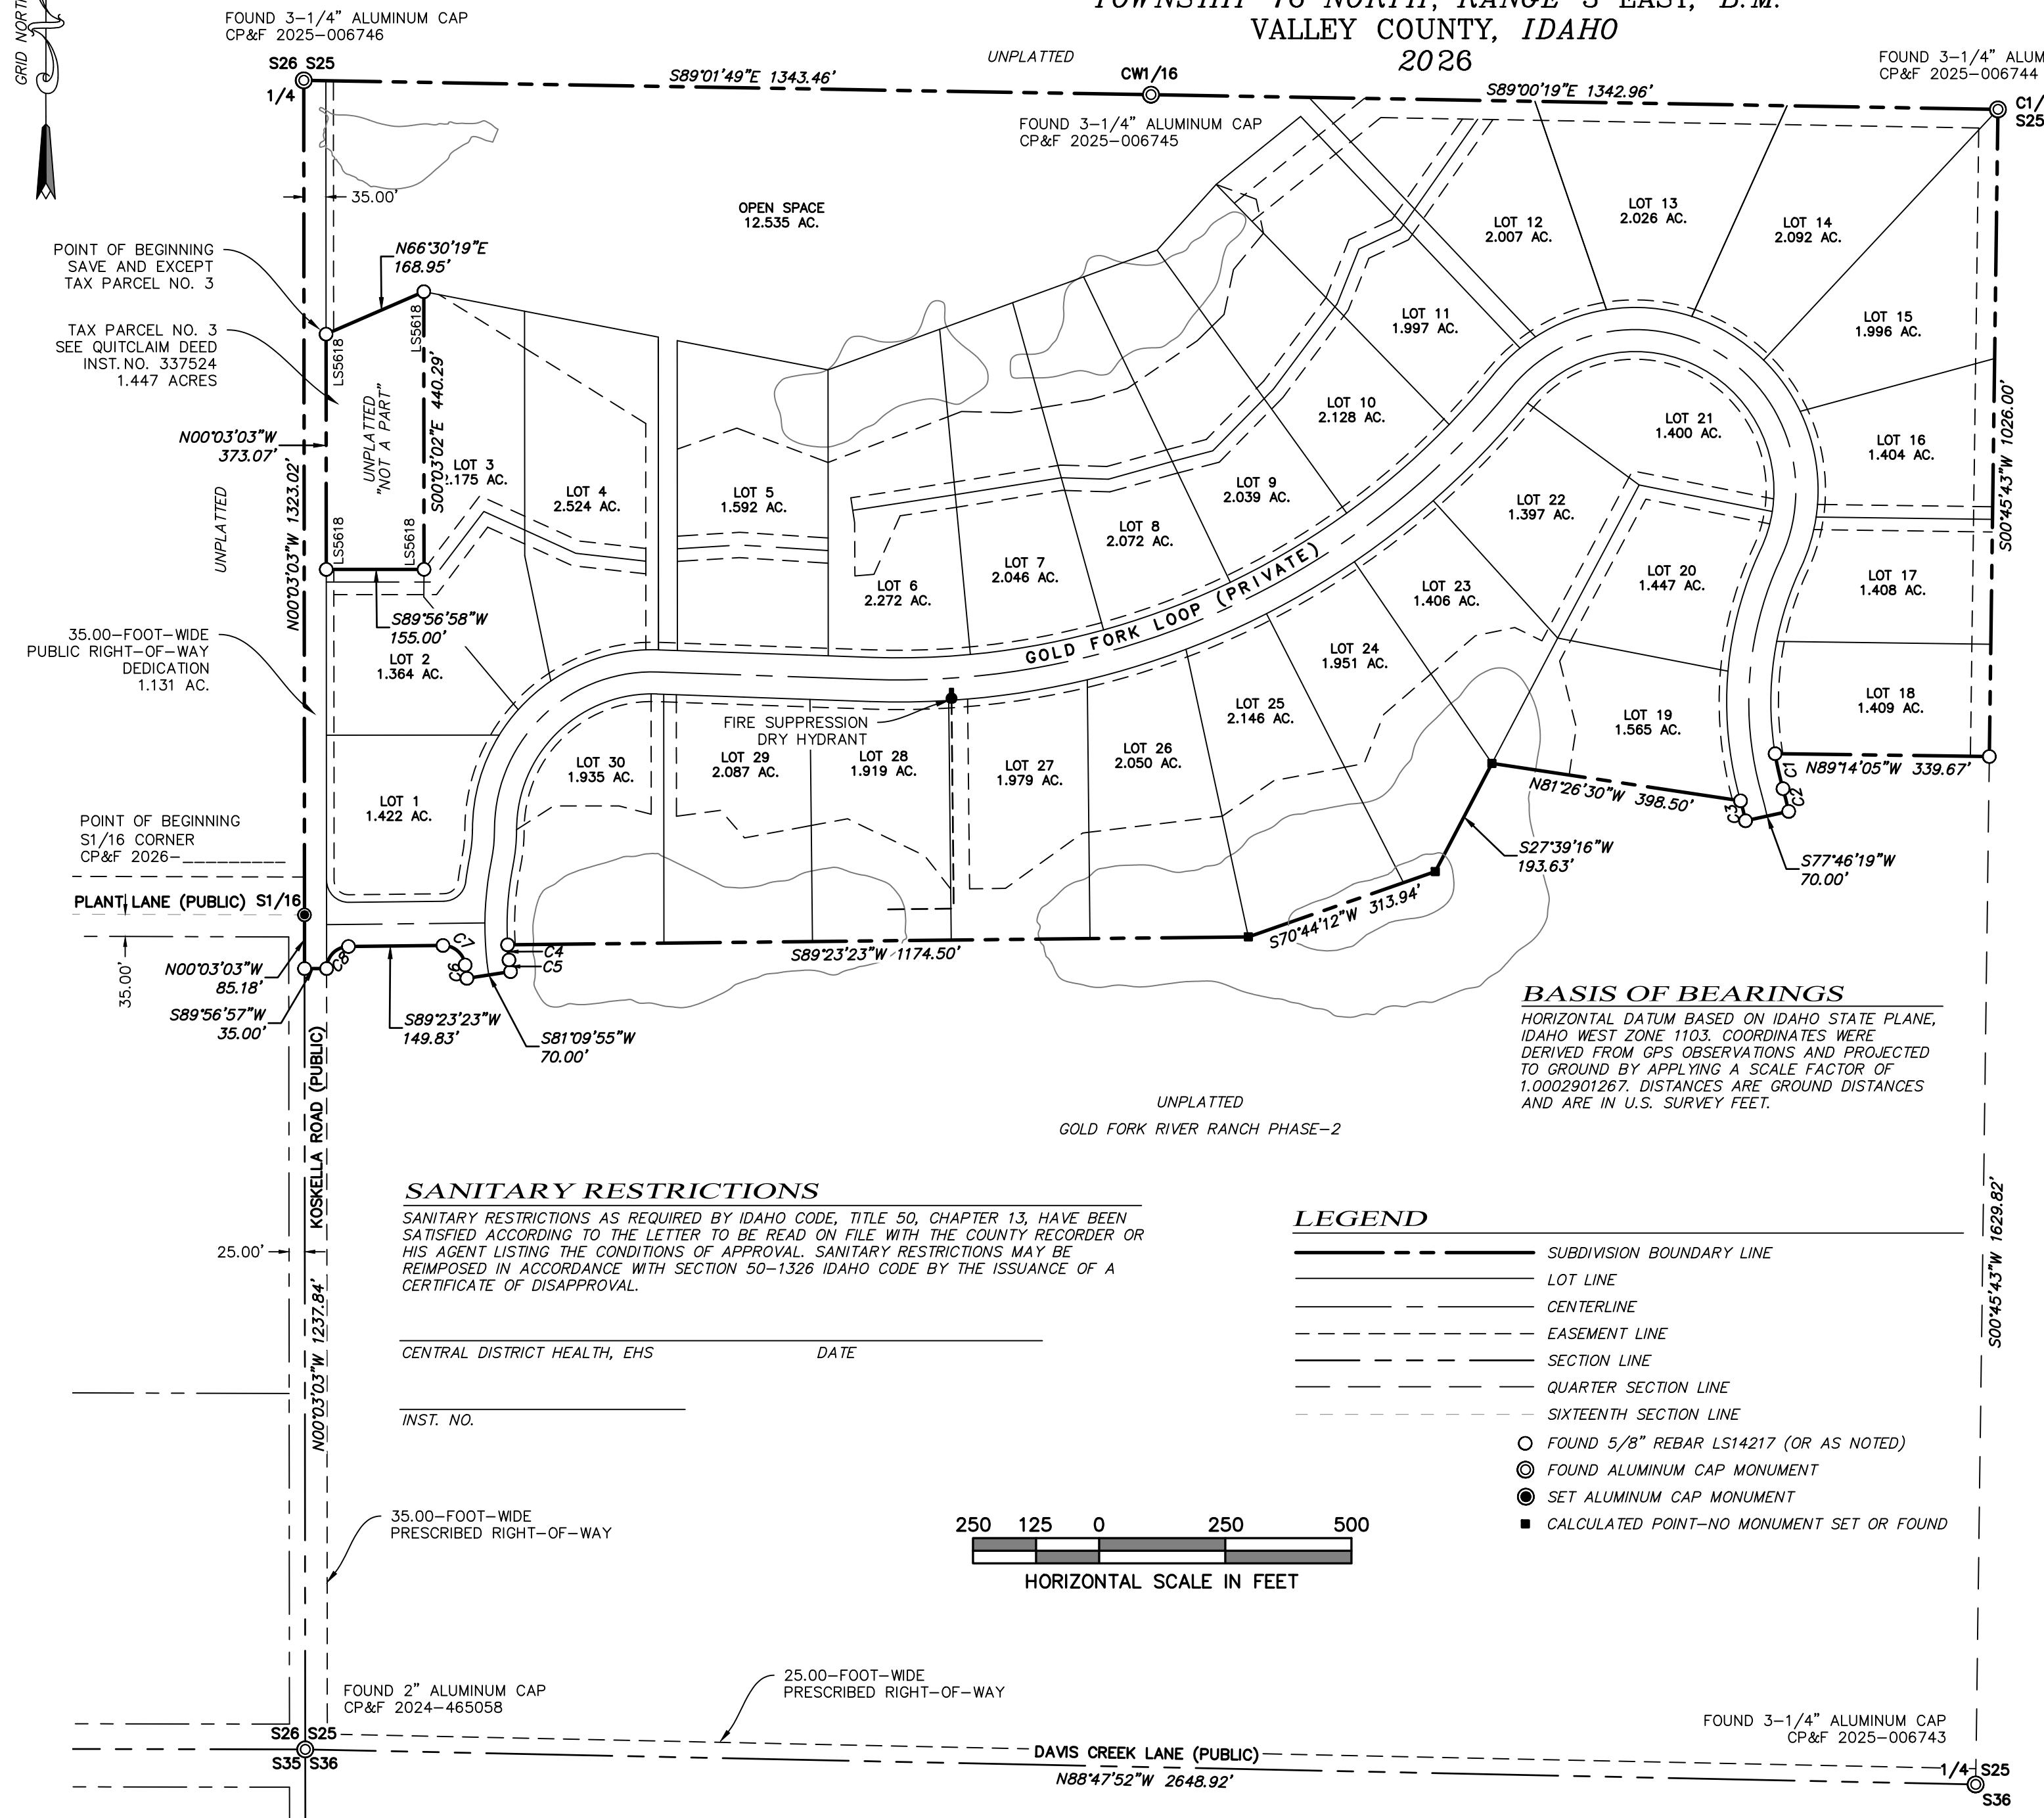 GRID NORTH
FOUND 3-1/4" ALUMINUM CAP
CP&F 2025-006746
TOWNSHIP 16 NORTH, RANGE 3 EAST, B.M.
VALLEY COUNTY, IDAHO
2026
UNPLATTED
FOUND 3-1/4" ALUM
CP&F 2025-006744
S26 S25
1/4
S89°01'49"E 1343.46'
CW1/16
FOUND 3-1/4" ALUMINUM CAP
CP&F 2025-006745
S89°00'19"E 1342.96'
C1/
S25
35.00'
OPEN SPACE
12.535 AC.
POINT OF BEGINNING
SAVE AND EXCEPT
TAX PARCEL NO. 3
N66°30'19"E
168.95'
TAX PARCEL NO. 3
SEE QUITCLAIM DEED
INST.NO. 337524
1.447 ACRES
LS5618
LS5618
LS5618
LS5618
UNPLATTED
"NOT A PART"
S00°03'02"E 440.29'
N00°03'03"W
373.07'
N00°03'03"W 1323.02'
UNPLATTED
S89°56'58"W
155.00'
35.00-FOOT-WIDE
PUBLIC RIGHT-OF-WAY
DEDICATION
1.131 AC.
LOT 12
2.007 AC.
LOT 13
2.026 AC.
LOT 14
2.092 AC.
LOT 11
1.997 AC.
LOT 15
1.996 AC.
LOT 10
2.128 AC.
LOT 21
1.400 AC.
LOT 16
1.404 AC.
S00°45'43"W 1026.00'
LOT 3
2.175 AC.
LOT 4
2.524 AC.
LOT 5
1.592 AC.
LOT 9
2.039 AC.
LOT 22
1.397 AC.
LOT 8
2.072 AC.
LOT 7
2.046 AC.
LOT 6
2.272 AC.
LOT 23
1.406 AC.
LOT 20
1.447 AC.
LOT 17
1.408 AC.
GOLD FORK LOOP (PRIVATE)
LOT 2
1.364 AC.
LOT 24
1.951 AC.
LOT 25
2.146 AC.
LOT 19
1.565 AC.
LOT 18
1.409 AC.
FIRE SUPPRESSION
DRY HYDRANT
LOT 30
1.935 AC.
LOT 29
2.087 AC.
LOT 28
1.919 AC.
LOT 27
1.979 AC.
LOT 26
2.050 AC.
LOT 1
1.422 AC.
N89°14'05"W 339.67'
N81°26'30"W 398.50'
C1
C2
C3
S77°46'19"W
70.00'
S27°39'16"W
193.63'
S70°44'12"W 313.94'
POINT OF BEGINNING
S1/16 CORNER
CP&F 2026-__________
PLANT LANE (PUBLIC) S1/16
35.00'
N00°03'03"W
85.18'
S89°56'57"W
35.00'
C8
C7
C6
C4
C5
S89°23'23"W 1174.50'
S89°23'23"W
149.83'
S81°09'55"W
70.00'
BASIS OF BEARINGS
HORIZONTAL DATUM BASED ON IDAHO STATE PLANE,
IDAHO WEST ZONE 1103. COORDINATES WERE
DERIVED FROM GPS OBSERVATIONS AND PROJECTED
TO GROUND BY APPLYING A SCALE FACTOR OF
1.0002901267. DISTANCES ARE GROUND DISTANCES
AND ARE IN U.S. SURVEY FEET.
UNPLATTED
GOLD FORK RIVER RANCH PHASE-2
KOSKELLA ROAD (PUBLIC)
25.00'
N00°03'03"W 1237.84'
SANITARY RESTRICTIONS
SANITARY RESTRICTIONS AS REQUIRED BY IDAHO CODE, TITLE 50, CHAPTER 13, HAVE BEEN
SATISFIED ACCORDING TO THE LETTER TO BE READ ON FILE WITH THE COUNTY RECORDER OR
HIS AGENT LISTING THE CONDITIONS OF APPROVAL. SANITARY RESTRICTIONS MAY BE
REIMPOSED IN ACCORDANCE WITH SECTION 50-1326 IDAHO CODE BY THE ISSUANCE OF A
CERTIFICATE OF DISAPPROVAL.
CENTRAL DISTRICT HEALTH, EHS DATE
INST. NO.
LEGEND
SUBDIVISION BOUNDARY LINE
LOT LINE
CENTERLINE
EASEMENT LINE
SECTION LINE
QUARTER SECTION LINE
SIXTEENTH SECTION LINE
FOUND 5/8" REBAR LS14217 (OR AS NOTED)
FOUND ALUMINUM CAP MONUMENT
SET ALUMINUM CAP MONUMENT
CALCULATED POINT-NO MONUMENT SET OR FOUND
S00°45'43"W 1629.82'
35.00-FOOT-WIDE
PRESCRIBED RIGHT-OF-WAY
250 125 0 250 500
HORIZONTAL SCALE IN FEET
25.00-FOOT-WIDE
PRESCRIBED RIGHT-OF-WAY
FOUND 2" ALUMINUM CAP
CP&F 2024-465058
S26 S25
S35 S36
DAVIS CREEK LANE (PUBLIC)
N88°47'52"W 2648.92'
FOUND 3-1/4" ALUMINUM CAP
CP&F 2025-006743
1/4 S25
S36